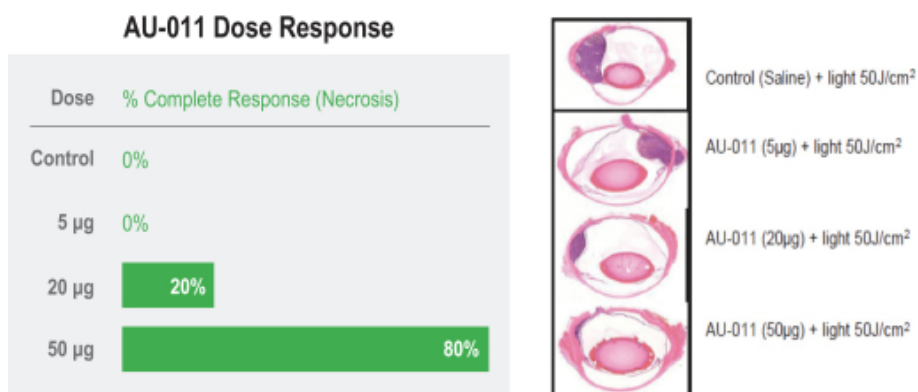 AU-011 Dose Response
Dose % Complete Response (Necrosis)
Control 0%
5 µg 0%
20 µg 20%
50 µg 80%
Control (Saline) + light 50J/cm²
AU-011 (5µg) + light 50J/cm²
AU-011 (20µg) + light 50J/cm²
AU-011 (50µg) + light 50J/cm²